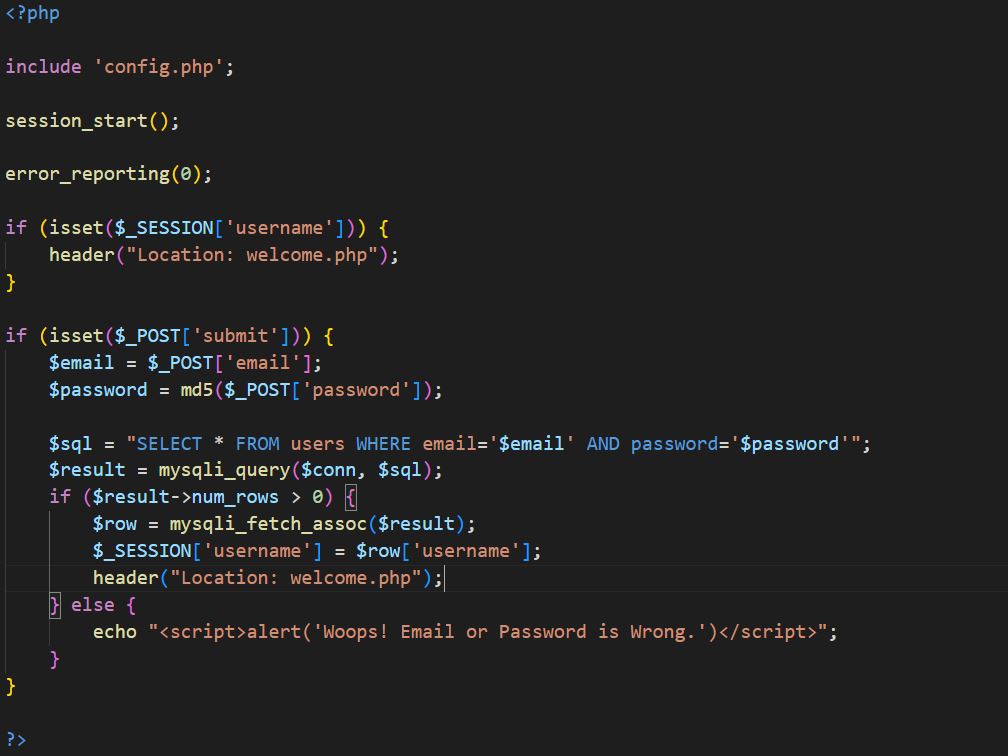 <?php
include 'config.php';
session_start();
error_reporting(0);
if (isset($_SESSION['username'])) {
    header("Location: welcome.php");
}
if (isset($_POST['submit'])) {
    $email = $_POST['email'];
    $password = md5($_POST['password']);
    $sql = "SELECT * FROM users WHERE email='$email' AND password='$password'";
    $result = mysqli_query($conn, $sql);
    if ($result->num_rows > 0) {
        $row = mysqli_fetch_assoc($result);
        $_SESSION['username'] = $row['username'];
        header("Location: welcome.php");
    } else {
        echo "<script>alert('Woops! Email or Password is Wrong.')</script>";
    }
}
?>